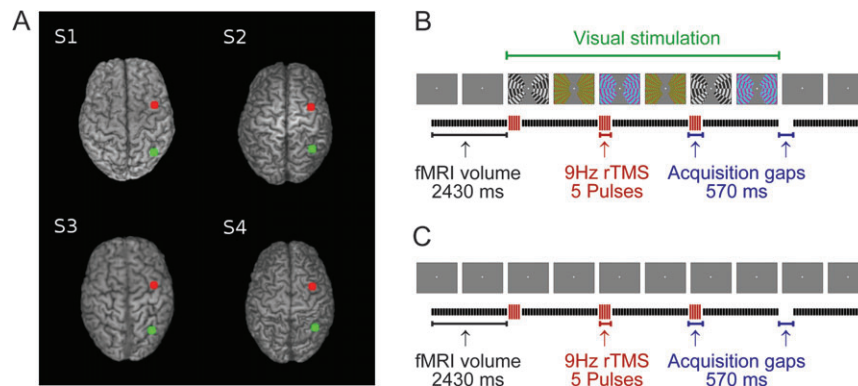 A
S1
S2
S3
S4
B
Visual stimulation
fMRI volume
2430 ms
9Hz rTMS
5 Pulses
Acquisition gaps
570 ms
C
fMRI volume
2430 ms
9Hz rTMS
5 Pulses
Acquisition gaps
570 ms